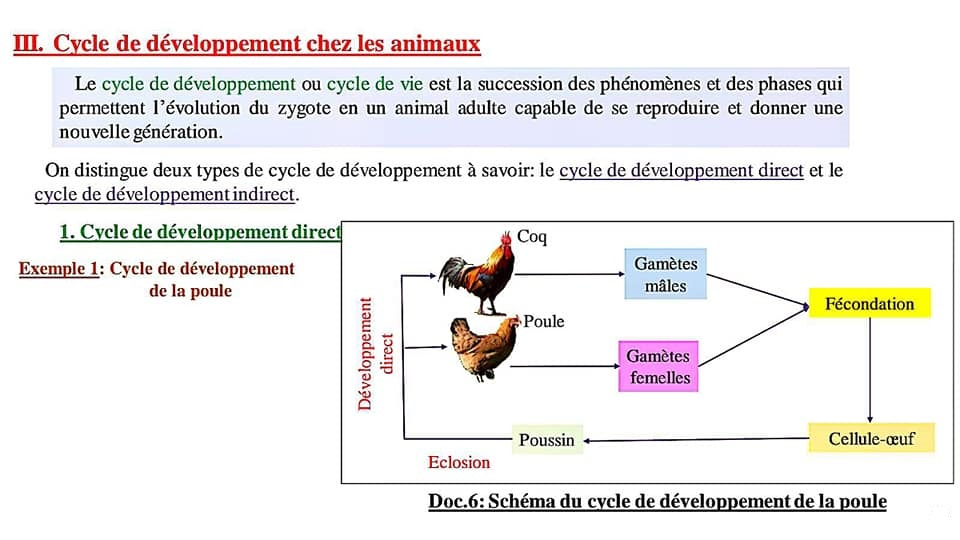 III. Cycle de développement chez les animaux
Le cycle de développement ou cycle de vie est la succession des phénomènes et des phases qui
permettent l'évolution du zygote en un animal adulte capable de se reproduire et donner une
nouvelle génération.
On distingue deux types de cycle de développement à savoir: le cycle de développement direct et le
cycle de développement indirect.
1. Cycle de développement direct
Exemple 1: Cycle de développement
de la poule
Coq
Gamètes
mâles
Fécondation
Poule
Gamètes
femelles
Développement
direct
Poussin
Cellule-œuf
Eclosion
Doc.6: Schéma du cycle de développement de la poule